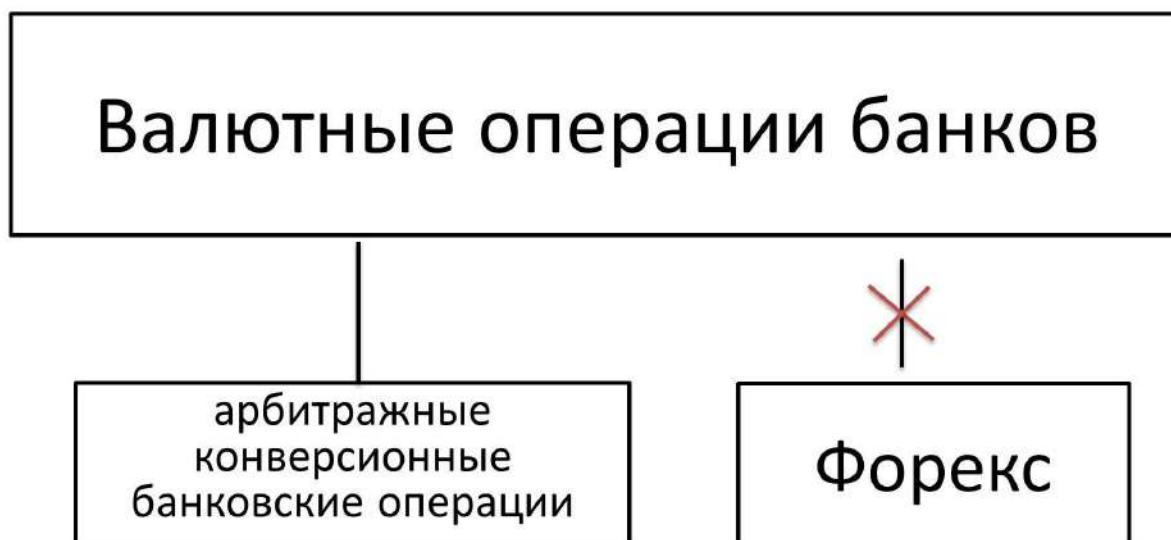 Валютные операции банков
арбитражные
конверсионные
банковские операции
Форекс